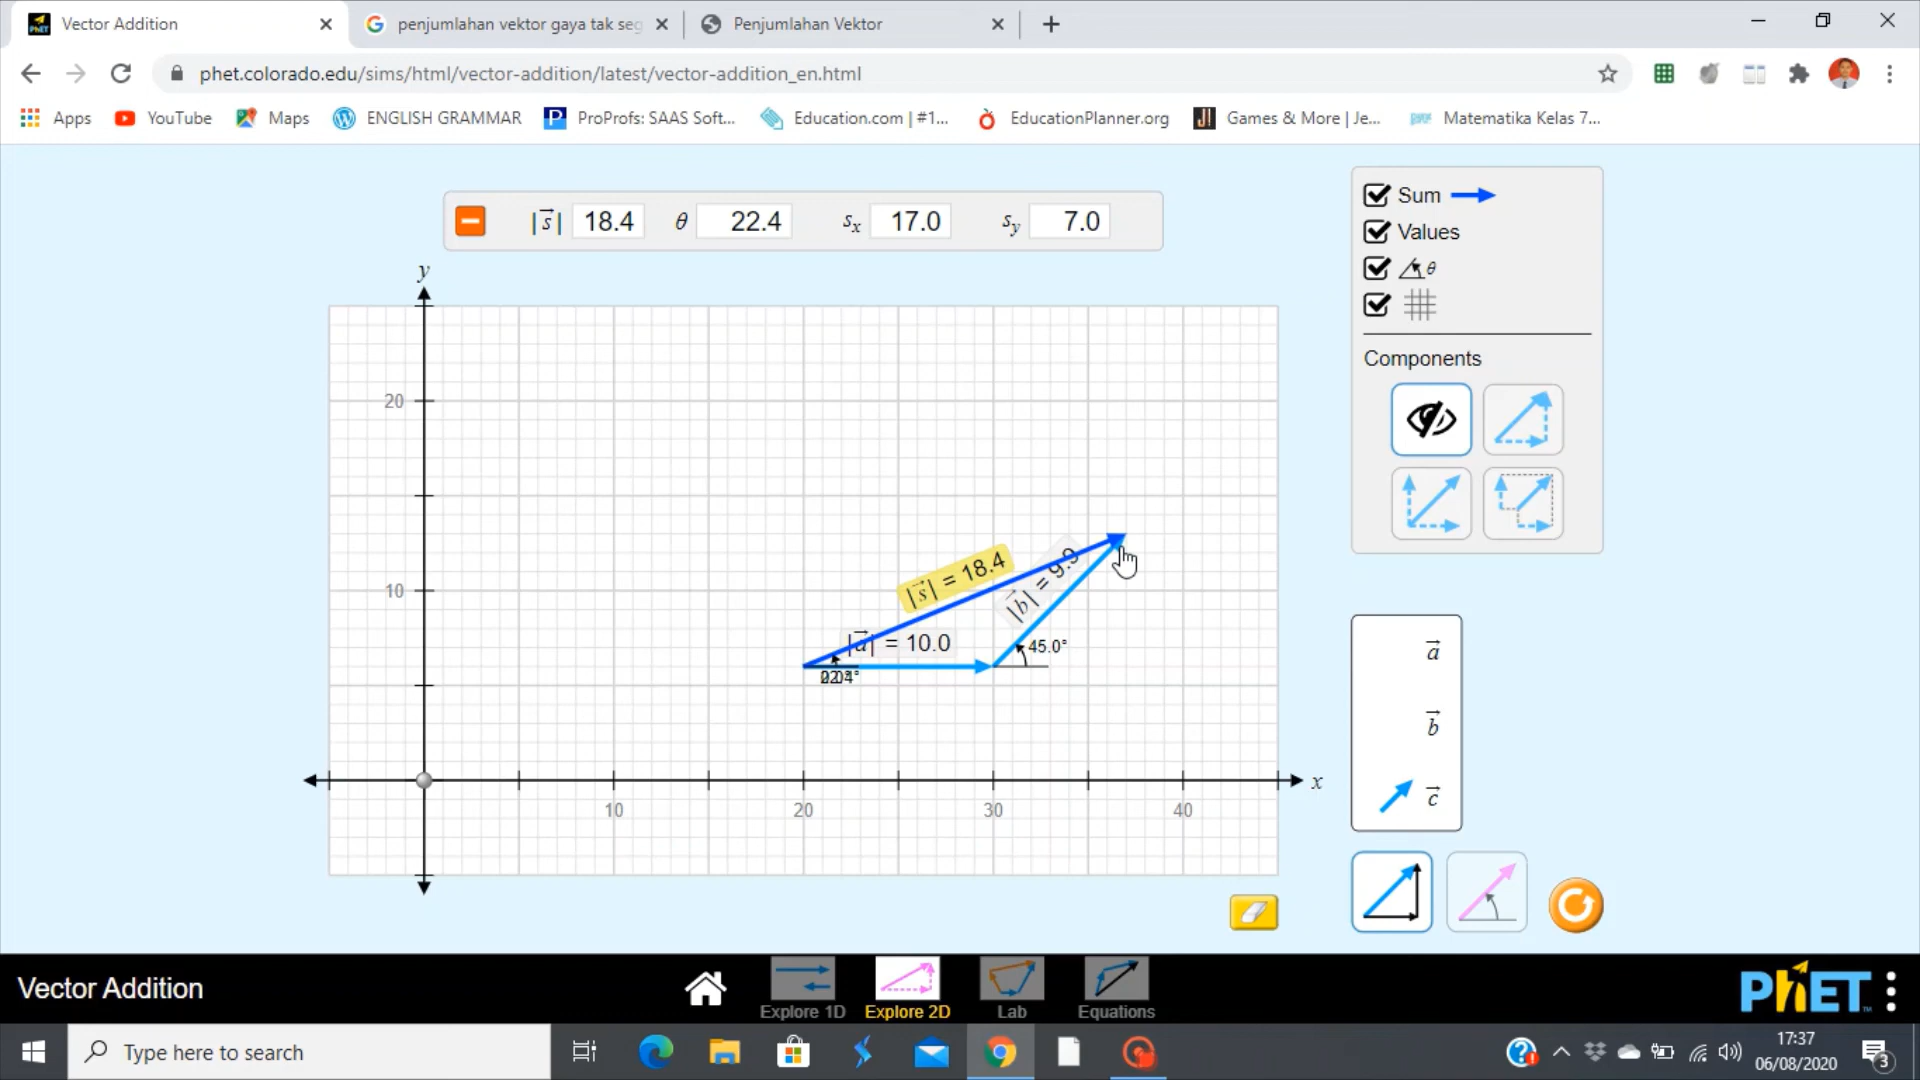 Vector Addition
penjumlahan vektor gaya tak seg
Penjumlahan Vektor
phet.colorado.edu/sims/html/vector-addition/latest/vector-addition_en.html
Apps YouTube Maps ENGLISH GRAMMAR ProProfs: SAAS Soft... Education.com | #1... EducationPlanner.org Games & More | Je... Matematika Kelas 7...
|s⃗| 18.4 θ 22.4 sₓ 17.0 s_y 7.0
Sum
Values
θ
Components
y
20
10
|s⃗| = 18.4
|b⃗| = 9.9
|a⃗| = 10.0
45.0°
10 20 30 40 x
a⃗
b⃗
c⃗
Vector Addition
Explore 1D Explore 2D Lab Equations
PhET
Type here to search
17:37
06/08/2020
3